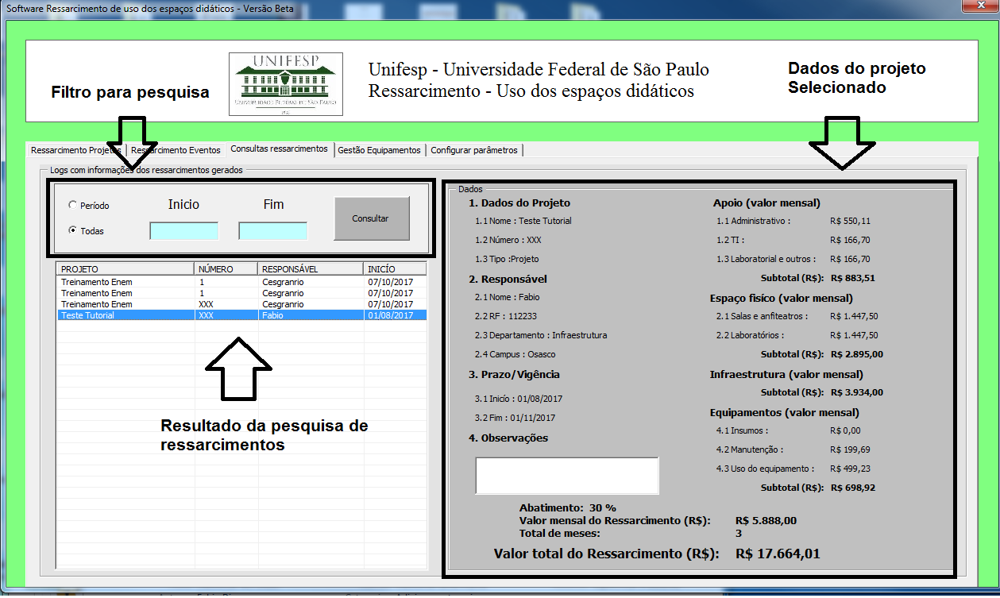 Software Ressarcimento de uso dos espaços didáticos - Versão Beta
Filtro para pesquisa
UNIFESP
UNIVERSIDADE FEDERAL DE SÃO PAULO
Unifesp - Universidade Federal de São Paulo
Ressarcimento - Uso dos espaços didáticos
Dados do projeto
Selecionado
Ressarcimento Projetos
Ressarcimento Eventos
Consultas ressarcimentos
Gestão Equipamentos
Configurar parâmetros
Logs com informações dos ressarcimentos gerados
Período
Todas
Inicio
Fim
Consultar
PROJETO NÚMERO RESPONSÁVEL INICÍO
Treinamento Enem 1 Cesgranrio 07/10/2017
Treinamento Enem 1 Cesgranrio 07/10/2017
Treinamento Enem XXX Cesgranrio 07/10/2017
Teste Tutorial XXX Fabio 01/08/2017
Resultado da pesquisa de
ressarcimentos
Dados
1. Dados do Projeto
1.1 Nome : Teste Tutorial
1.2 Número : XXX
1.3 Tipo :Projeto
2. Responsável
2.1 Nome : Fabio
2.2 RF : 112233
2.3 Departamento : Infraestrutura
2.4 Campus : Osasco
3. Prazo/Vigência
3.1 Inicío : 01/08/2017
3.2 Fim : 01/11/2017
4. Observações
Apoio (valor mensal)
1.1 Administrativo : R$ 550,11
1.2 TI : R$ 166,70
1.3 Laboratorial e outros : R$ 166,70
Subtotal (R$): R$ 883,51
Espaço fisíco (valor mensal)
2.1 Salas e anfiteatros : R$ 1.447,50
2.2 Laboratórios : R$ 1.447,50
Subtotal (R$): R$ 2.895,00
Infraestrutura (valor mensal)
Subtotal (R$): R$ 3.934,00
Equipamentos (valor mensal)
4.1 Insumos : R$ 0,00
4.2 Manutenção : R$ 199,69
4.3 Uso do equipamento : R$ 499,23
Subtotal (R$): R$ 698,92
Abatimento: 30 %
Valor mensal do Ressarcimento (R$): R$ 5.888,00
Total de meses: 3
Valor total do Ressarcimento (R$): R$ 17.664,01